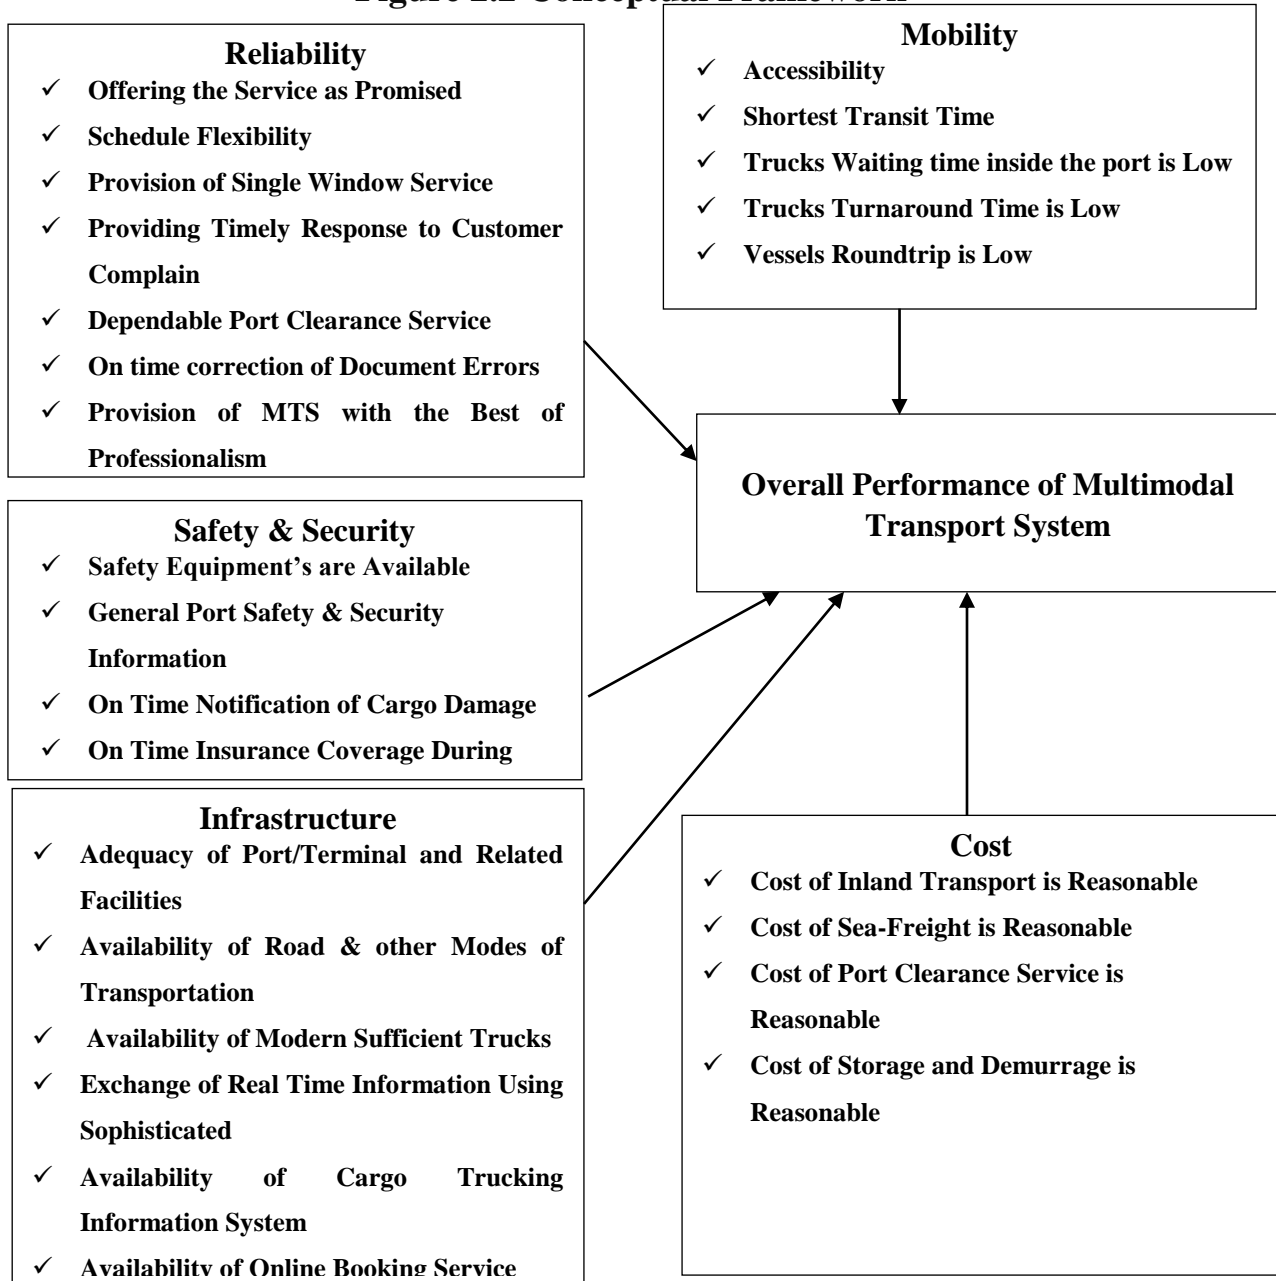 Reliability
✓ Offering the Service as Promised
✓ Schedule Flexibility
✓ Provision of Single Window Service
✓ Providing Timely Response to Customer
Complain
✓ Dependable Port Clearance Service
✓ On time correction of Document Errors
✓ Provision of MTS with the Best of
Professionalism
Mobility
✓ Accessibility
✓ Shortest Transit Time
✓ Trucks Waiting time inside the port is Low
✓ Trucks Turnaround Time is Low
✓ Vessels Roundtrip is Low
Overall Performance of Multimodal
Transport System
Safety & Security
✓ Safety Equipment’s are Available
✓ General Port Safety & Security
Information
✓ On Time Notification of Cargo Damage
✓ On Time Insurance Coverage During
Infrastructure
✓ Adequacy of Port/Terminal and Related
Facilities
✓ Availability of Road & other Modes of
Transportation
✓ Availability of Modern Sufficient Trucks
✓ Exchange of Real Time Information Using
Sophisticated
✓ Availability of Cargo Trucking
Information System
✓ Availability of Online Booking Service
Cost
✓ Cost of Inland Transport is Reasonable
✓ Cost of Sea-Freight is Reasonable
✓ Cost of Port Clearance Service is
Reasonable
✓ Cost of Storage and Demurrage is
Reasonable